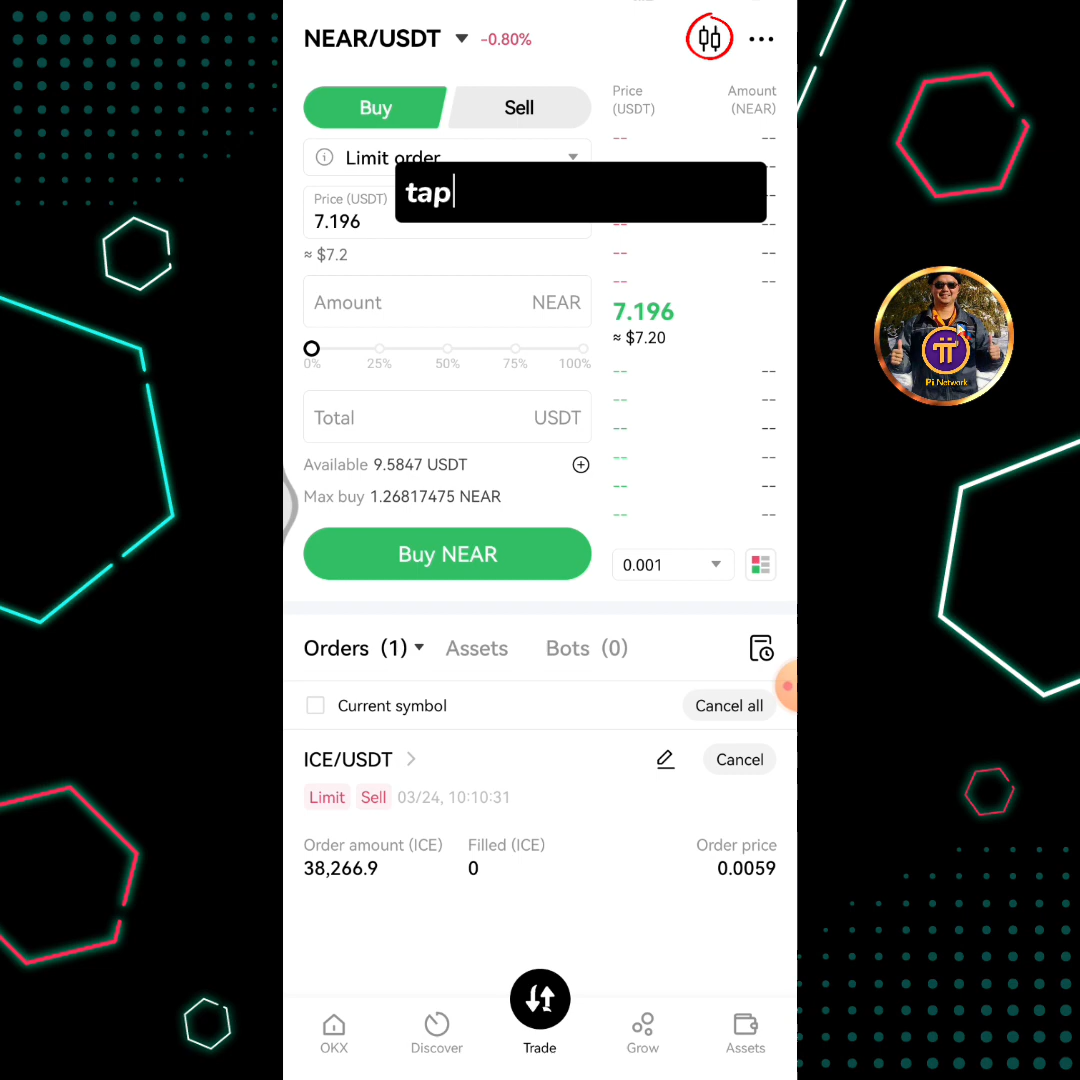 NEAR/USDT -0.80%
Buy Sell
Price (USDT) Amount (NEAR)
Limit order
tap
Price (USDT)
7.196
≈ $7.2
Amount NEAR
0% 25% 50% 75% 100%
Total USDT
Available 9.5847 USDT
Max buy 1.26817475 NEAR
Buy NEAR
-- --
--
--
-- --
-- --
-- --
7.196
≈ $7.20
-- --
-- --
-- --
-- --
-- --
-- --
0.001
Pi Network
Orders (1) Assets Bots (0)
Current symbol Cancel all
ICE/USDT Cancel
Limit Sell 03/24, 10:10:31
Order amount (ICE) Filled (ICE) Order price
38,266.9 0 0.0059
OKX Discover Trade Grow Assets